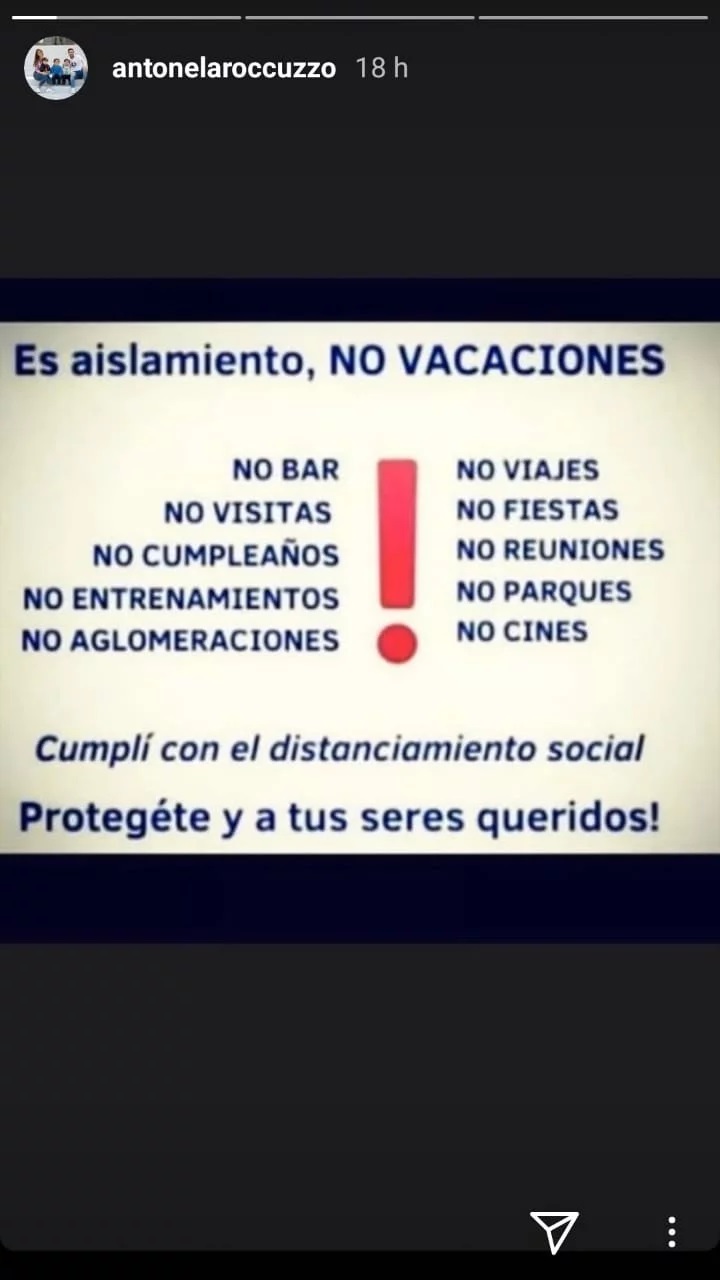 antonelaroccuzzo 18 h
Es aislamiento, NO VACACIONES
NO BAR
NO VISITAS
NO CUMPLEAÑOS
NO ENTRENAMIENTOS
NO AGLOMERACIONES
NO VIAJES
NO FIESTAS
NO REUNIONES
NO PARQUES
NO CINES
Cumplí con el distanciamiento social
Protegéte y a tus seres queridos!